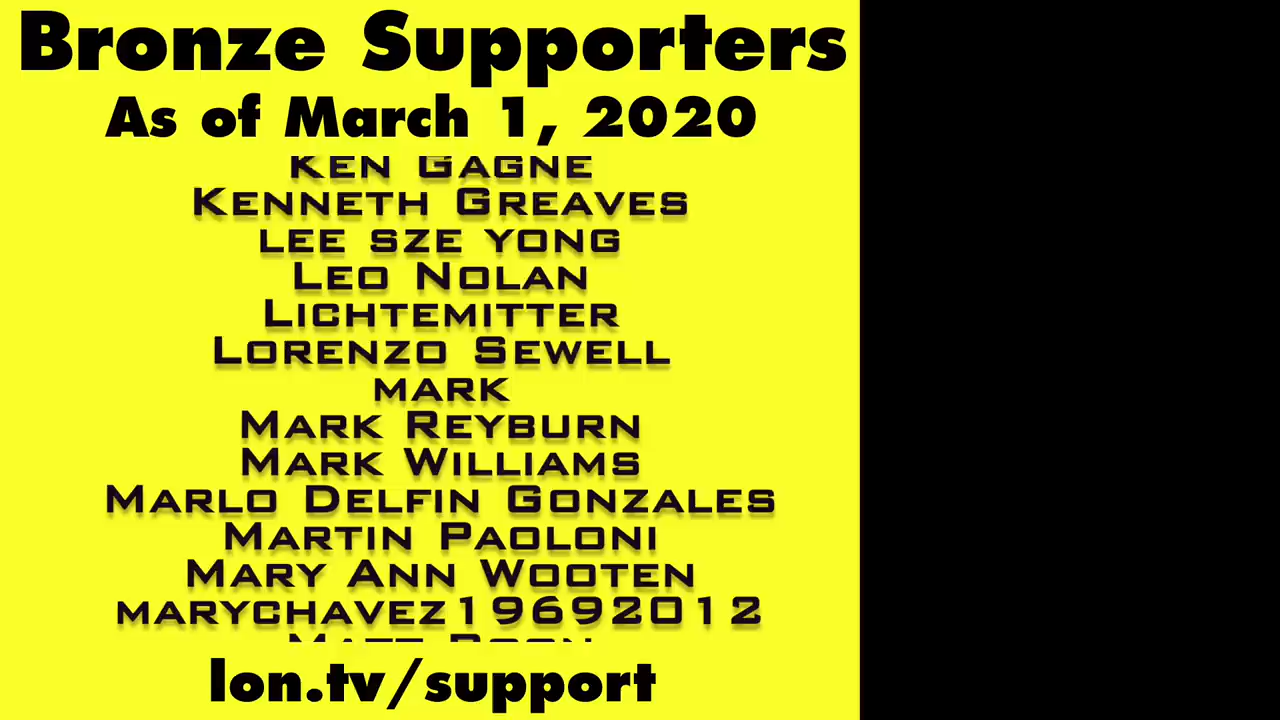 Bronze Supporters
As of March 1, 2020
Ken Gagne
Kenneth Greaves
lee sze yong
Leo Nolan
Lichtemitter
Lorenzo Sewell
mark
Mark Reyburn
Mark Williams
Marlo Delfin Gonzales
Martin Paoloni
Mary Ann Wooten
marychavez19692012
lon.tv/support